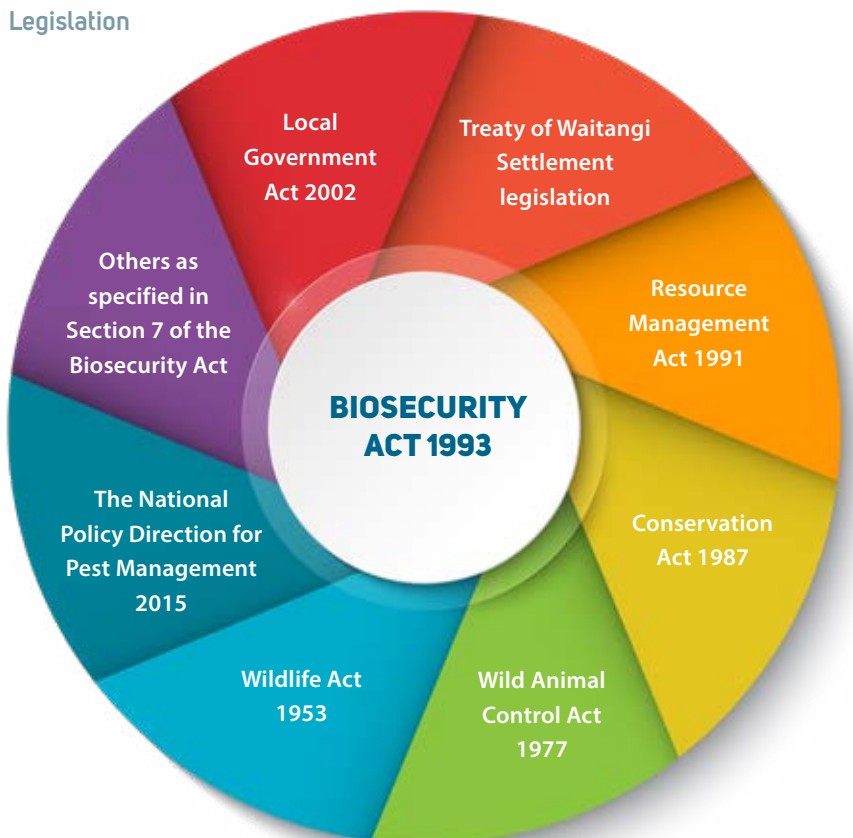 Legislation
Local
Government
Act 2002
Treaty of Waitangi
Settlement
legislation
Resource
Management
Act 1991
Conservation
Act 1987
Wild Animal
Control Act
1977
Wildlife Act
1953
The National
Policy Direction for
Pest Management
2015
Others as
specified in
Section 7 of the
Biosecurity Act
BIOSECURITY
ACT 1993